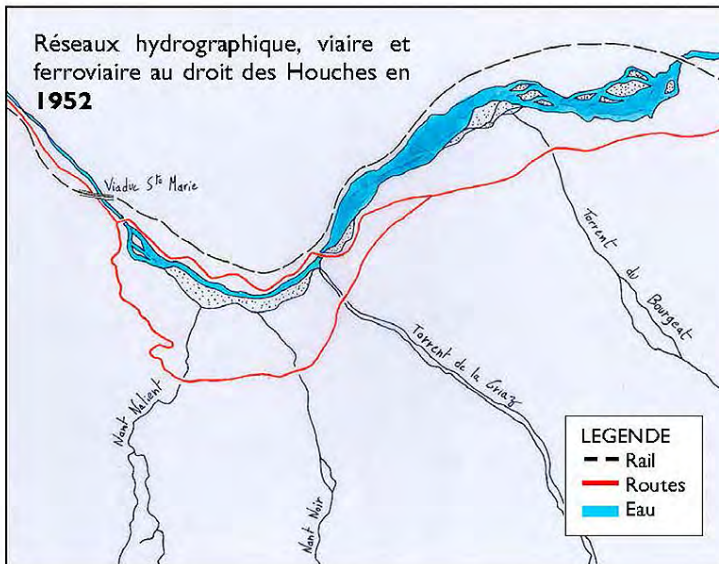 Réseaux hydrographique, viaire et
ferroviaire au droit des Houches en
1952
Viaduc Ste Marie
Torrent du Bourgeat
Torrent de la Griaz
Nant Nalient
Nant Noir
LEGENDE
Rail
Routes
Eau